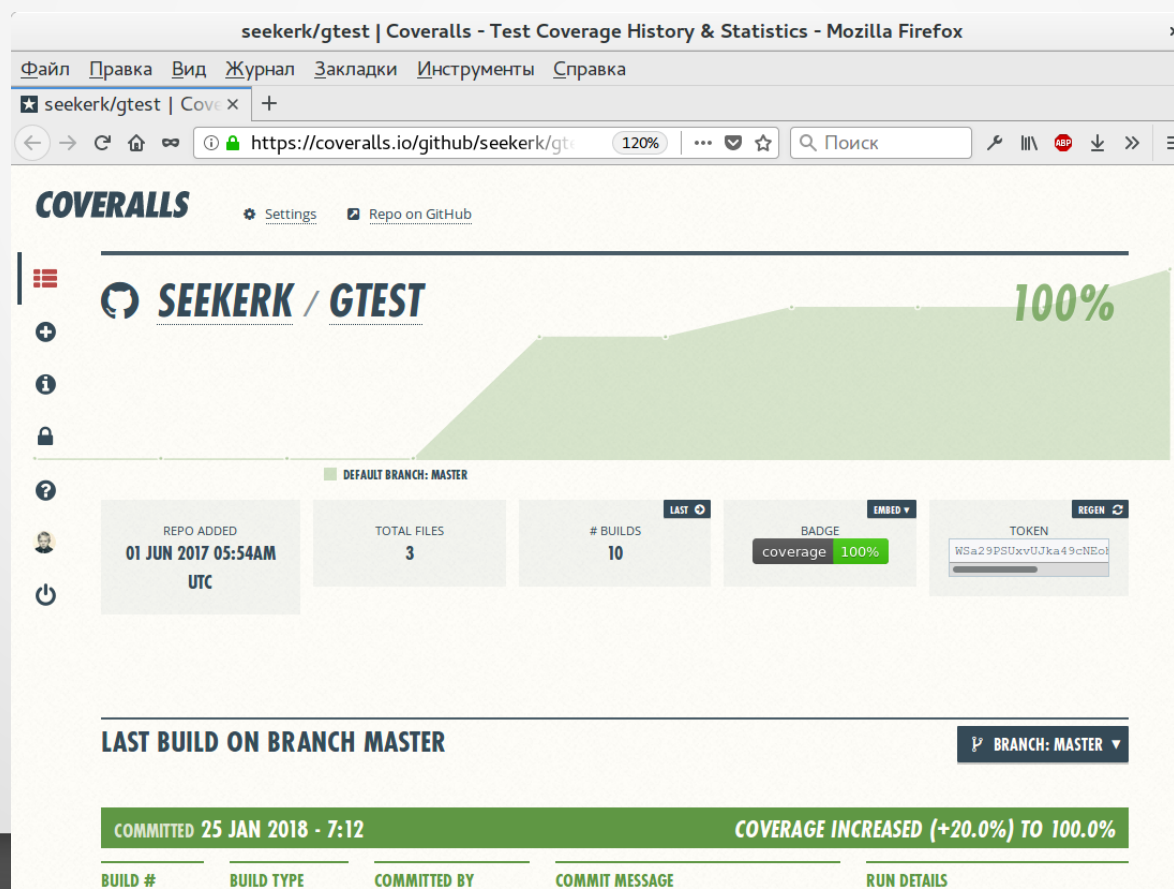 seekerk/gtest | Coveralls - Test Coverage History & Statistics - Mozilla Firefox
Файл Правка Вид Журнал Закладки Инструменты Справка
seekerk/gtest | Cove
https://coveralls.io/github/seekerk/gte 120% Поиск
ABP
COVERALLS Settings Repo on GitHub
SEEKERK / GTEST 100%
DEFAULT BRANCH: MASTER
LAST EMBED REGEN
REPO ADDED TOTAL FILES # BUILDS BADGE TOKEN
01 JUN 2017 05:54AM 3 10 coverage 100% WSa29PSUxvUJka49cNEoh
UTC
LAST BUILD ON BRANCH MASTER BRANCH: MASTER
COMMITTED 25 JAN 2018 - 7:12 COVERAGE INCREASED (+20.0%) TO 100.0%
BUILD # BUILD TYPE COMMITTED BY COMMIT MESSAGE RUN DETAILS